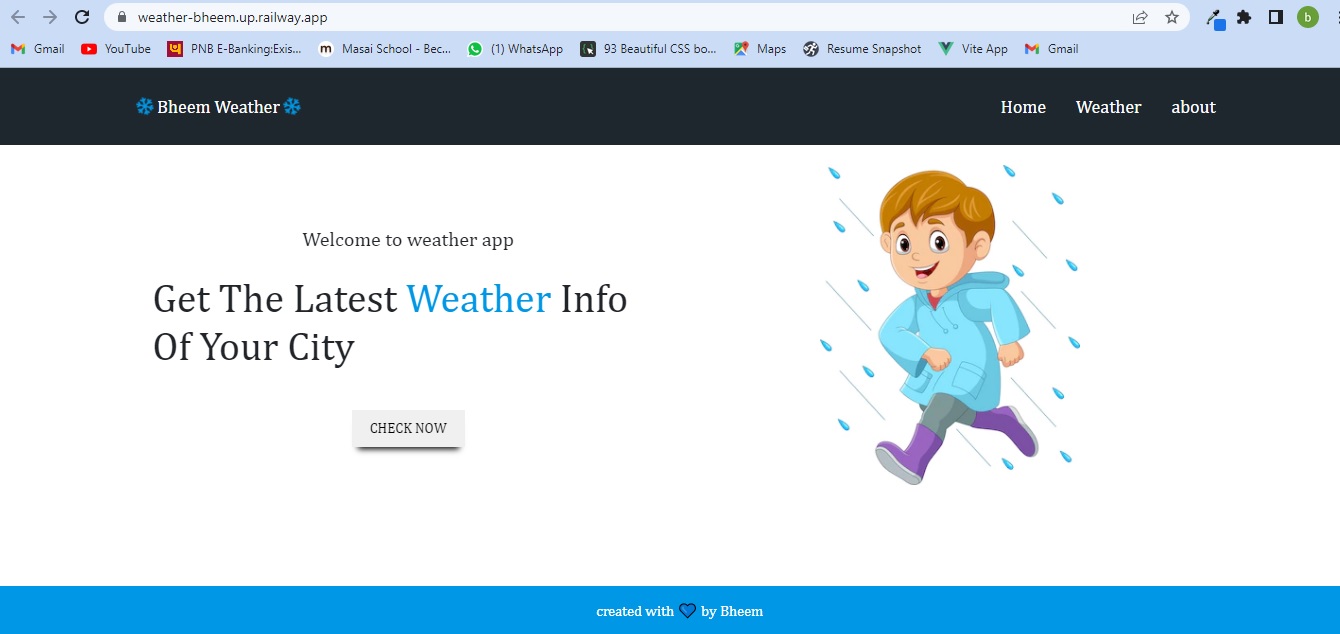 weather-bheem.up.railway.app
b
Gmail YouTube PNB E-Banking:Exis... Masai School - Bec... (1) WhatsApp 93 Beautiful CSS bo... Maps Resume Snapshot Vite App Gmail
Bheem Weather Home Weather about
Welcome to weather app
Get The Latest Weather Info
Of Your City
CHECK NOW
created with by Bheem